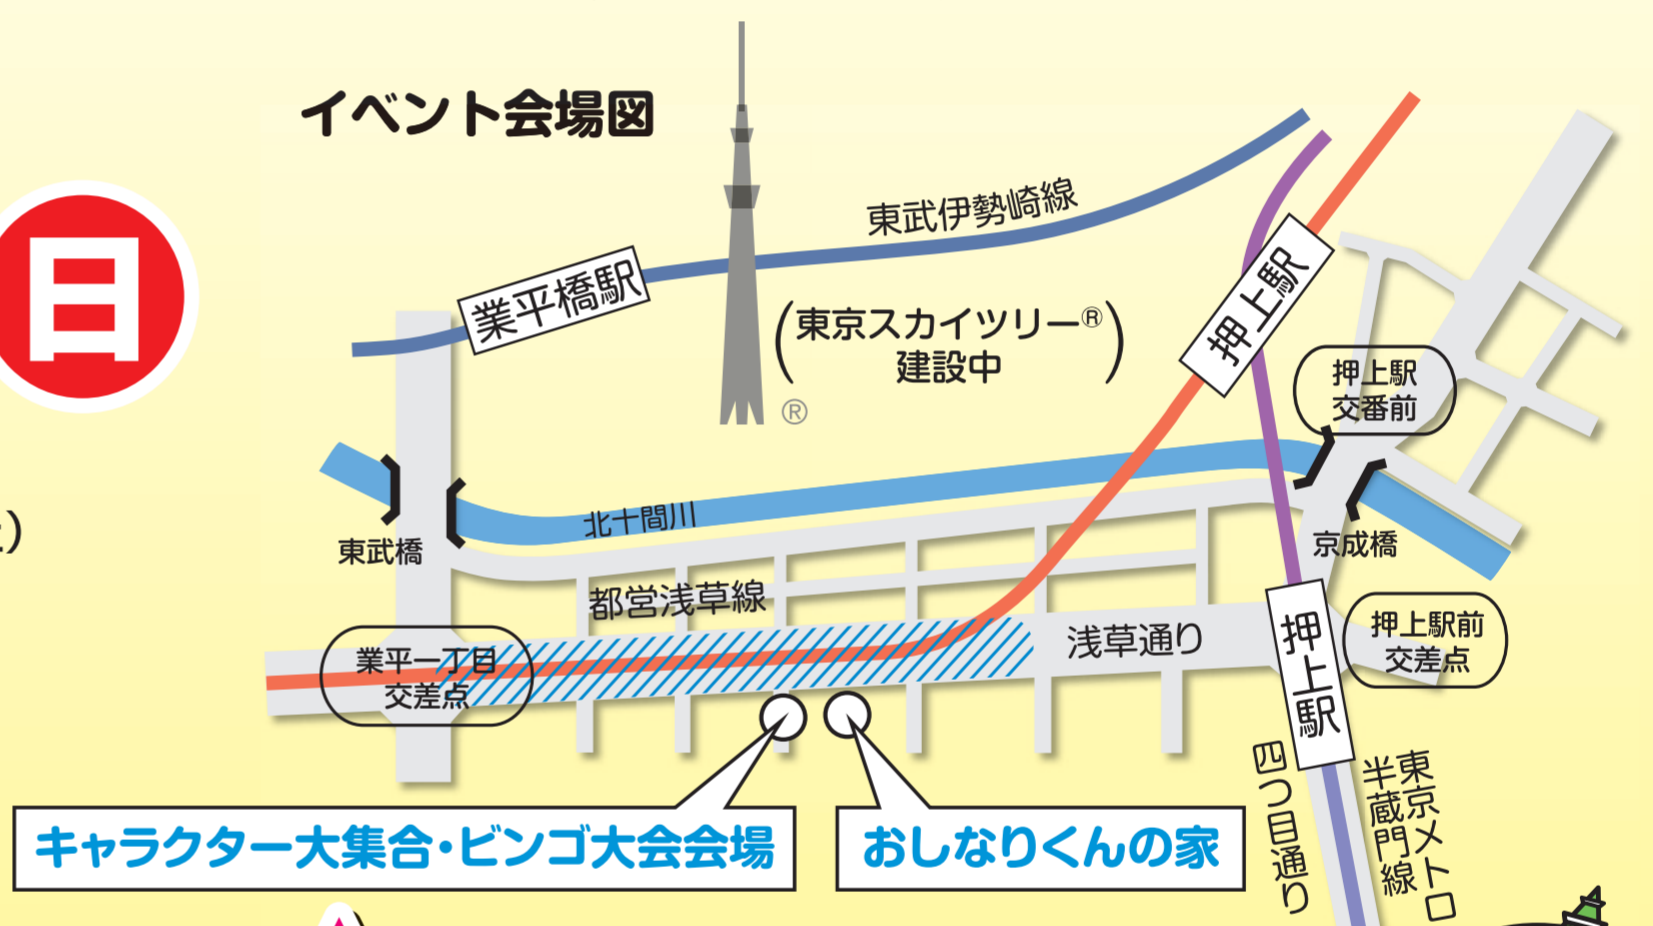 イベント会場図
日
東武伊勢崎線
業平橋駅
押上駅
(東京スカイツリー®
建設中)
®
押上駅
交番前
北十間川
東武橋
京成橋
都営浅草線
浅草通り
業平一丁目
交差点
押上駅
押上駅前
交差点
四つ目通り
東京メトロ
半蔵門線
キャラクター大集合・ビンゴ大会会場
おしなりくんの家